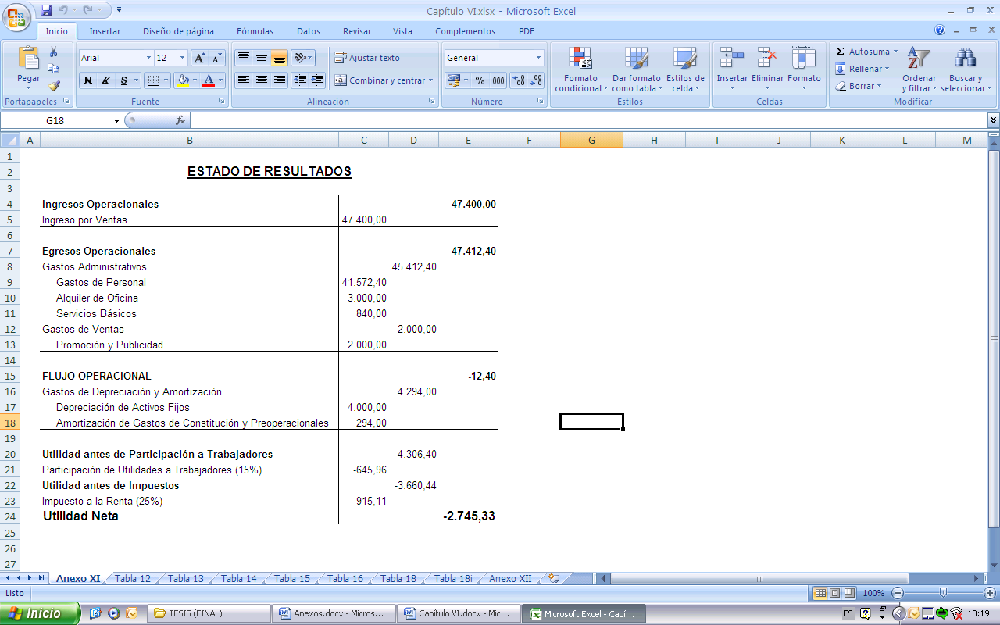 Capítulo VI.xlsx - Microsoft Excel
Inicio Insertar Diseño de página Fórmulas Datos Revisar Vista Complementos PDF
Pegar
Portapapeles
Arial 12
N K S
Fuente
Ajustar texto
Combinar y centrar
Alineación
General
% 000
Número
Formato condicional
Dar formato como tabla
Estilos de celda
Estilos
Insertar Eliminar Formato
Celdas
Autosuma
Rellenar
Borrar
Ordenar y filtrar
Buscar y seleccionar
Modificar
G18 fx
A B C D E F G H I J K L M
1
2 ESTADO DE RESULTADOS
3
4 Ingresos Operacionales 47.400,00
5 Ingreso por Ventas 47.400,00
6
7 Egresos Operacionales 47.412,40
8 Gastos Administrativos 45.412,40
9 Gastos de Personal 41.572,40
10 Alquiler de Oficina 3.000,00
11 Servicios Básicos 840,00
12 Gastos de Ventas 2.000,00
13 Promoción y Publicidad 2.000,00
14
15 FLUJO OPERACIONAL -12,40
16 Gastos de Depreciación y Amortización 4.294,00
17 Depreciación de Activos Fijos 4.000,00
18 Amortización de Gastos de Constitución y Preoperacionales 294,00
19
20 Utilidad antes de Participación a Trabajadores -4.306,40
21 Participación de Utilidades a Trabajadores (15%) -645,96
22 Utilidad antes de Impuestos -3.660,44
23 Impuesto a la Renta (25%) -915,11
24 Utilidad Neta -2.745,33
25
26
27
Anexo XI Tabla 12 Tabla 13 Tabla 14 Tabla 15 Tabla 16 Tabla 18 Tabla 18i Anexo XII
Listo 100%
Inicio TESIS (FINAL) Anexos.docx - Micros... Capítulo VI.docx - Mic... Microsoft Excel - Capí... ES 10:19